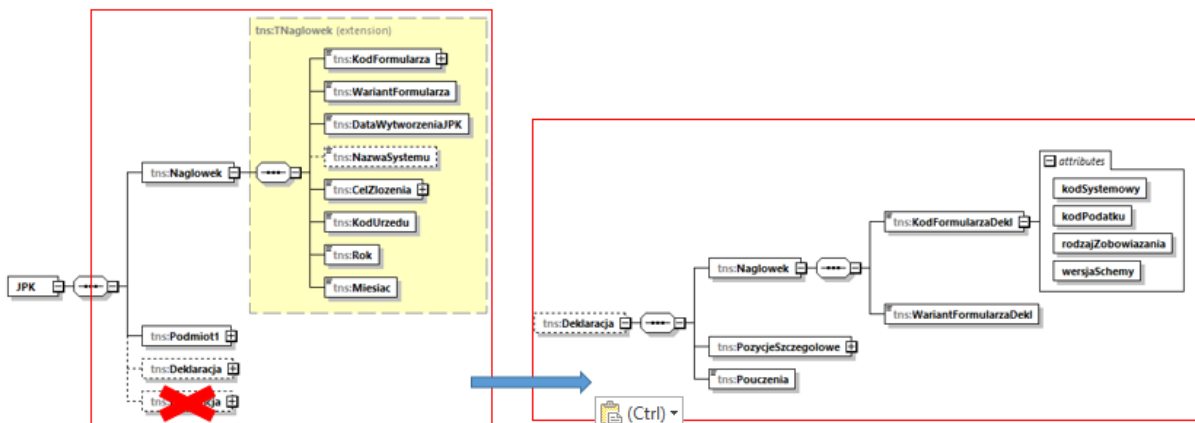 tns:TNaglowek (extension)
tns:KodFormularza
tns:WariantFormularza
tns:DataWytworzeniaJPK
tns:NazwaSystemu
tns:Naglowek
tns:CelZlozenia
tns:KodUrzedu
tns:Rok
JPK
tns:Miesiac
tns:Podmiot1
tns:Deklaracja
tns:
attributes
kodSystemowy
kodPodatku
tns:KodFormularzaDekl
rodzajZobowiazania
wersjaSchemy
tns:Naglowek
tns:WariantFormularzaDekl
tns:Deklaracja
tns:PozycjeSzczegolowe
tns:Pouczenia
(Ctrl)